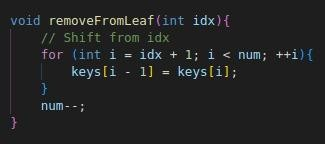 void removeFromLeaf(int idx){
    // Shift from idx
    for (int i = idx + 1; i < num; ++i){
        keys[i - 1] = keys[i];
    }
    num--;
}